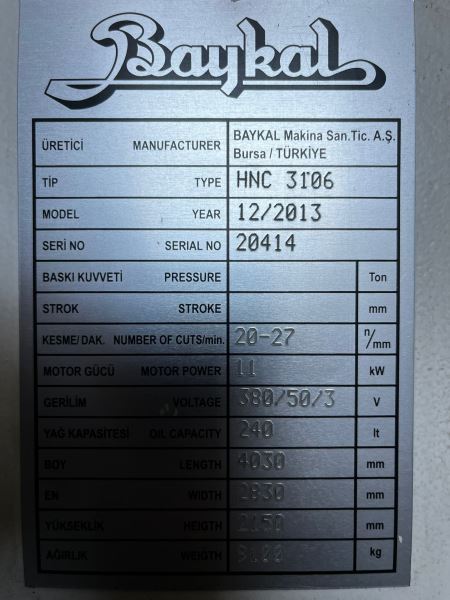 Baykal
ÜRETİCİ MANUFACTURER BAYKAL Makina San.Tic. A.Ş.
Bursa / TÜRKİYE
TİP TYPE HNC 3106
MODEL YEAR 12/2013
SERİ NO SERIAL NO 20414
BASKI KUVVETİ PRESSURE Ton
STROK STROKE mm
KESME/ DAK. NUMBER OF CUTS/min. 20-27 n/mm
MOTOR GÜCÜ MOTOR POWER 11 kW
GERİLİM VOLTAGE 380/50/3 V
YAĞ KAPASİTESİ OIL CAPACITY 240 lt
BOY LENGTH 4030 mm
EN WIDTH mm
YÜKSEKLİK HEIGTH 2150 mm
AĞIRLIK WEIGTH kg